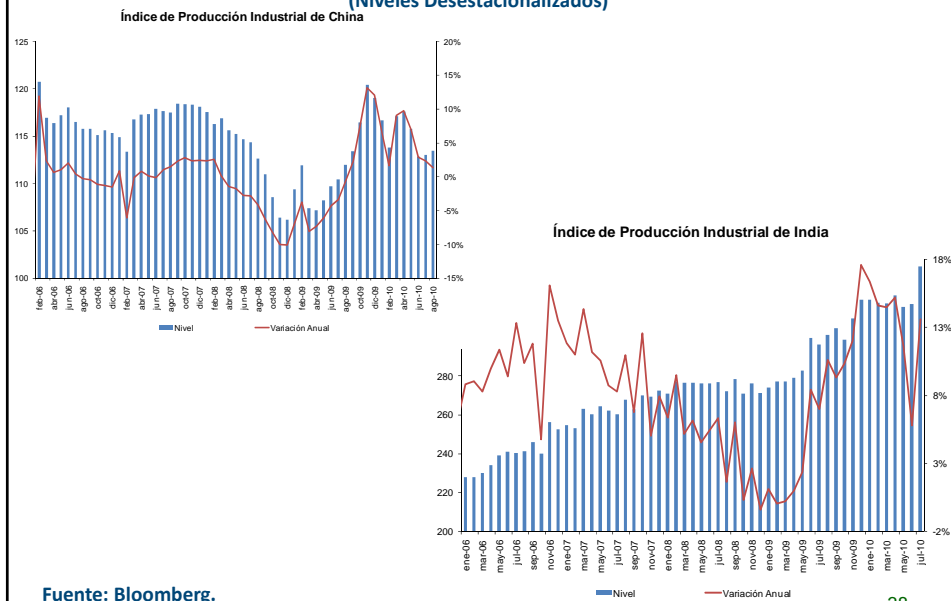 (Niveles Desestacionalizados)
Índice de Producción Industrial de China
125
120
115
110
105
100
20%
15%
10%
5%
0%
-5%
-10%
-15%
feb-06
abr-06
jun-06
ago-06
oct-06
dic-06
feb-07
abr-07
jun-07
ago-07
oct-07
dic-07
feb-08
abr-08
jun-08
ago-08
oct-08
dic-08
feb-09
abr-09
jun-09
ago-09
oct-09
dic-09
feb-10
abr-10
jun-10
ago-10
Nivel
Variación Anual
Índice de Producción Industrial de India
280
260
240
220
200
18%
13%
8%
3%
-2%
ene-06
mar-06
may-06
jul-06
sep-06
nov-06
ene-07
mar-07
may-07
jul-07
sep-07
nov-07
ene-08
mar-08
may-08
jul-08
sep-08
nov-08
ene-09
mar-09
may-09
jul-09
sep-09
nov-09
ene-10
mar-10
may-10
jul-10
Nivel
Variación Anual
Fuente: Bloomberg.